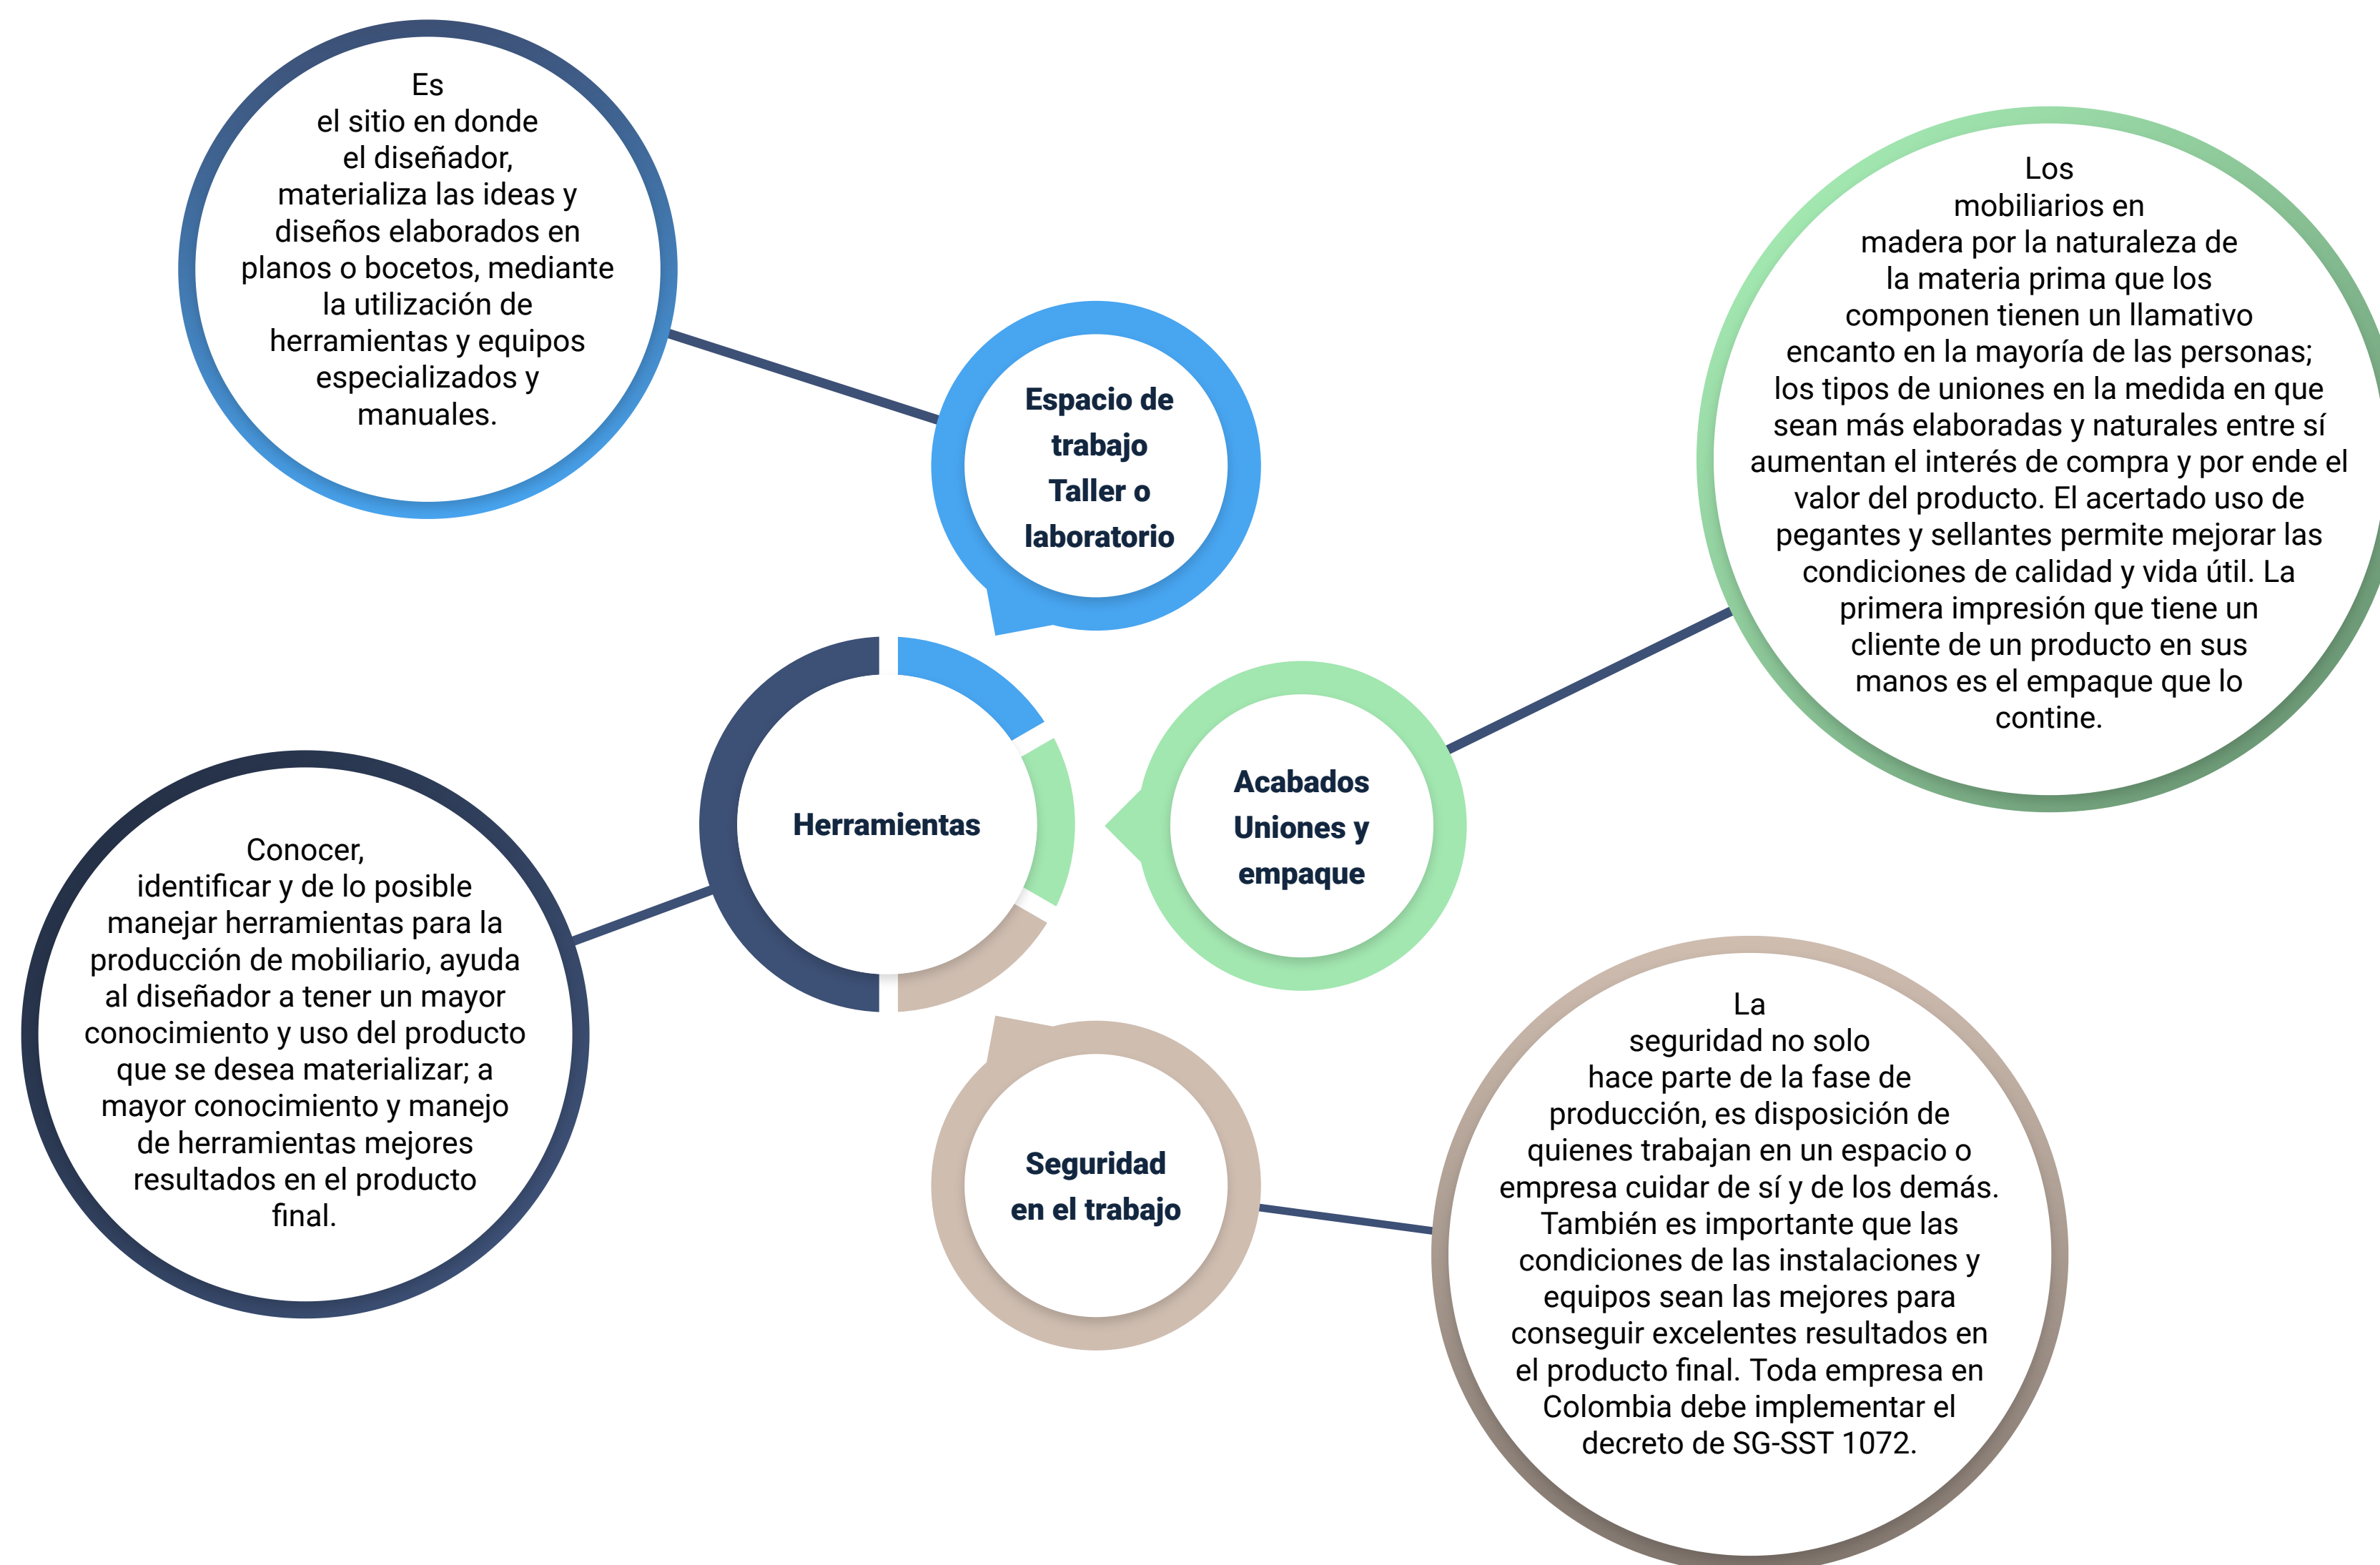 Es
el sitio en donde
el diseñador,
materializa las ideas y
diseños elaborados en
planos o bocetos, mediante
la utilización de
herramientas y equipos
especializados y
manuales.
Espacio de
trabajo
Taller o
laboratorio
Los
mobiliarios en
madera por la naturaleza de
la materia prima que los
componen tienen un llamativo
encanto en la mayoría de las personas;
los tipos de uniones en la medida en que
sean más elaboradas y naturales entre sí
aumentan el interés de compra y por ende el
valor del producto. El acertado uso de
pegantes y sellantes permite mejorar las
condiciones de calidad y vida útil. La
primera impresión que tiene un
cliente de un producto en sus
manos es el empaque que lo
contine.
Herramientas
Acabados
Uniones y
empaque
Conocer,
identificar y de lo posible
manejar herramientas para la
producción de mobiliario, ayuda
al diseñador a tener un mayor
conocimiento y uso del producto
que se desea materializar; a
mayor conocimiento y manejo
de herramientas mejores
resultados en el producto
final.
Seguridad
en el trabajo
La
seguridad no solo
hace parte de la fase de
producción, es disposición de
quienes trabajan en un espacio o
empresa cuidar de sí y de los demás.
También es importante que las
condiciones de las instalaciones y
equipos sean las mejores para
conseguir excelentes resultados en
el producto final. Toda empresa en
Colombia debe implementar el
decreto de SG-SST 1072.